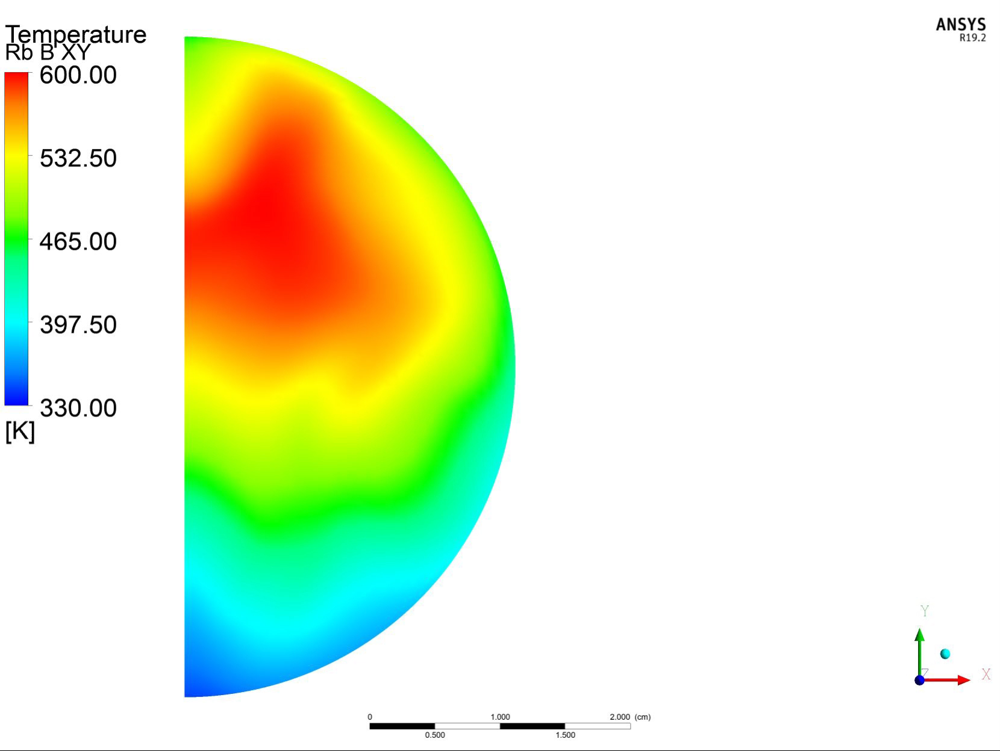 Temperature
Rb B XY
600.00
532.50
465.00
397.50
330.00
[K]
ANSYS
R19.2
Y
Z
X
0 1.000 2.000 (cm)
0.500 1.500